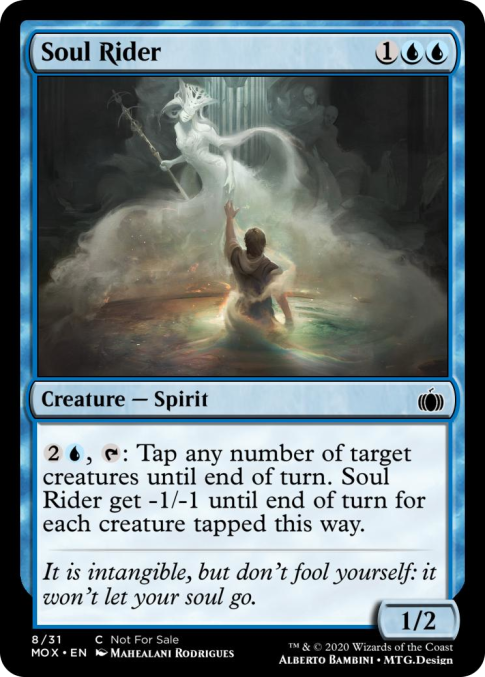 Soul Rider 1
Creature — Spirit
2, : Tap any number of target
creatures until end of turn. Soul
Rider get -1/-1 until end of turn for
each creature tapped this way.
It is intangible, but don't fool yourself: it
won't let your soul go.
1/2
8/31 C Not For Sale
MOX • EN Mahealani Rodrigues
™ & © 2020 Wizards of the Coast
Alberto Bambini • MTG.Design